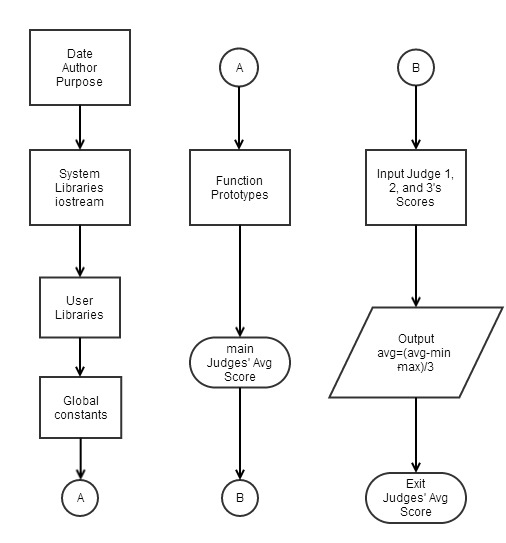 Date
Author
Purpose
System
Libraries
iostream
User
Libraries
Global
constants
A
A
Function
Prototypes
main
Judges' Avg
Score
B
B
Input Judge 1,
2, and 3's
Scores
Output
avg=(avg-min
-max)/3
Exit
Judges' Avg
Score